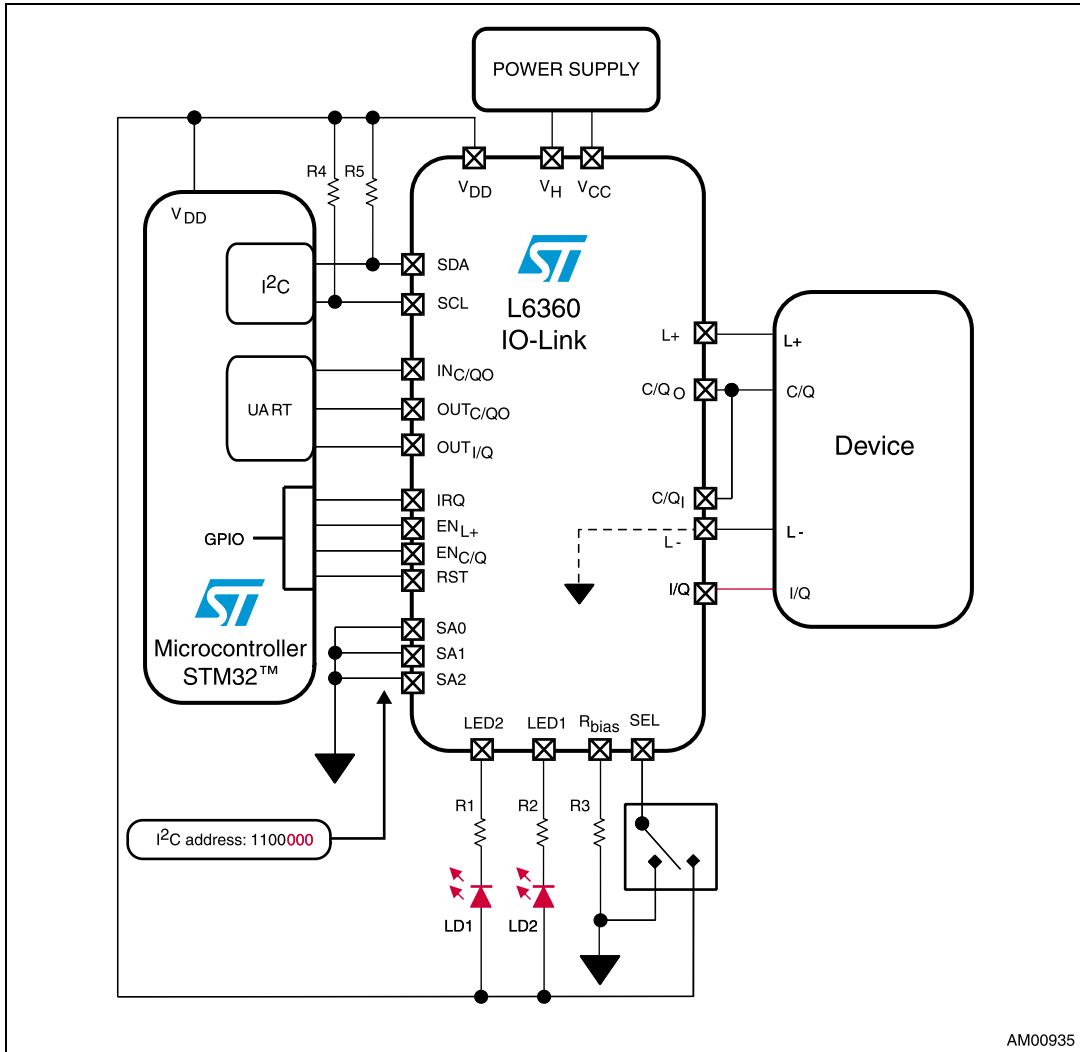 POWER SUPPLY
R4
R5
VDD
VH
VCC
VDD
ST
I2C
SDA
SCL
L6360
IO-Link
L+
L+
INC/QO
C/QO
C/Q
UART
OUTC/QO
Device
OUTI/Q
IRQ
C/QI
GPIO
ENL+
L-
L -
ENC/Q
RST
I/Q
I/Q
ST
SA0
Microcontroller
SA1
STM32™
SA2
LED2
LED1
Rbias
SEL
R1
R2
R3
I2C address: 1100000
LD1
LD2
AM00935